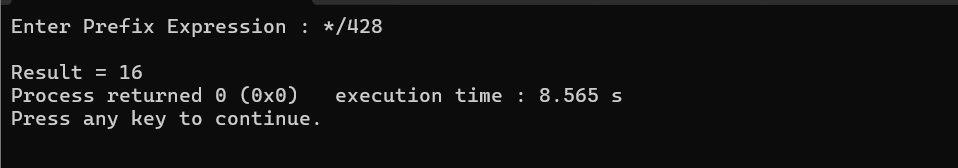 Enter Prefix Expression : */428
Result = 16
Process returned 0 (0x0)   execution time : 8.565 s
Press any key to continue.